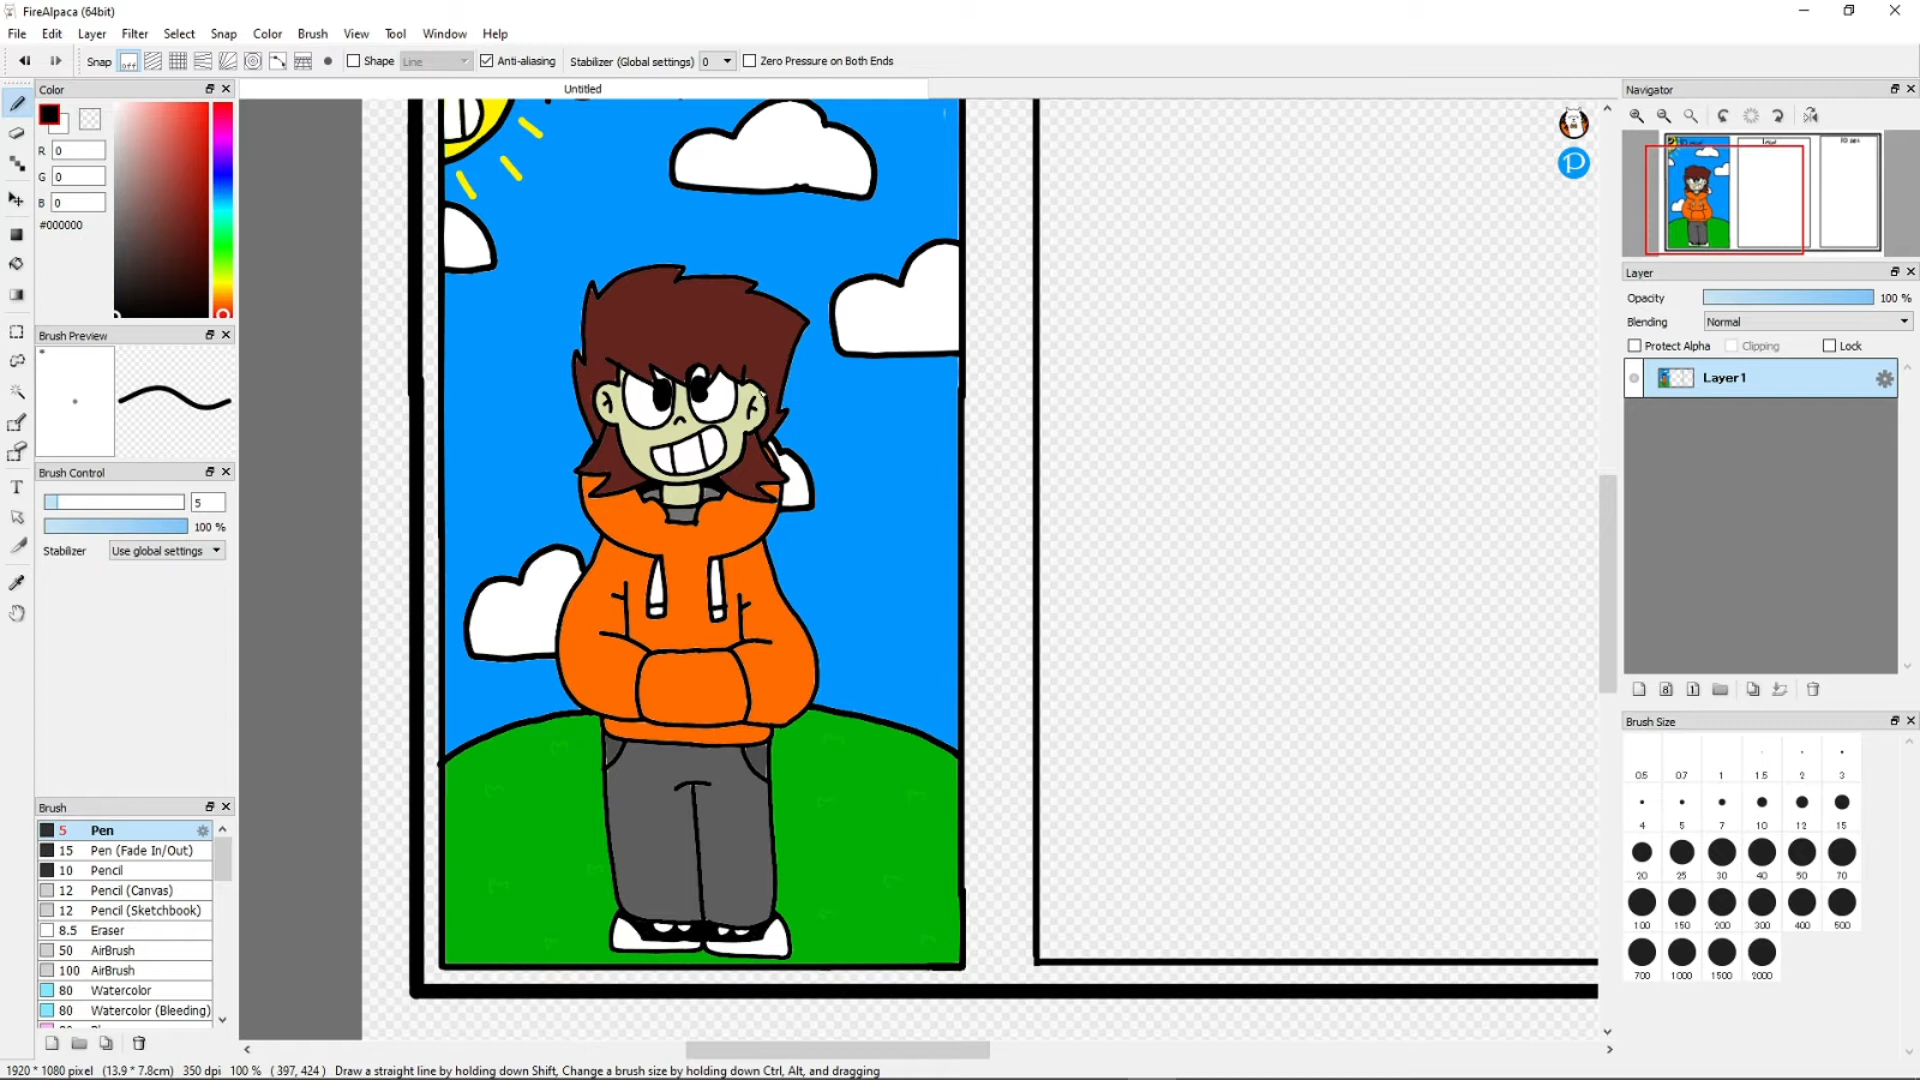 FireAlpaca (64bit)
File Edit Layer Filter Select Snap Color Brush View Tool Window Help
Snap off Shape Line Anti-aliasing Stabilizer (Global settings) 0 Zero Pressure on Both Ends
Color
Untitled
Navigator
R 0
G 0
B 0
#000000
Brush Preview
Layer
Opacity 100 %
Blending Normal
Protect Alpha Clipping Lock
Layer1
Brush Control
5
100 %
Stabilizer Use global settings
Brush Size
0.5 0.7 1 1.5 2 3
4 5 7 10 12 15
20 25 30 40 50 70
100 150 200 300 400 500
700 1000 1500 2000
Brush
5 Pen
15 Pen (Fade In/Out)
10 Pencil
12 Pencil (Canvas)
12 Pencil (Sketchbook)
8.5 Eraser
50 AirBrush
100 AirBrush
80 Watercolor
80 Watercolor (Bleeding)
1920 * 1080 pixel (13.9 * 7.8cm) 350 dpi 100 % ( 397, 424 ) Draw a straight line by holding down Shift, Change a brush size by holding down Ctrl, Alt, and dragging